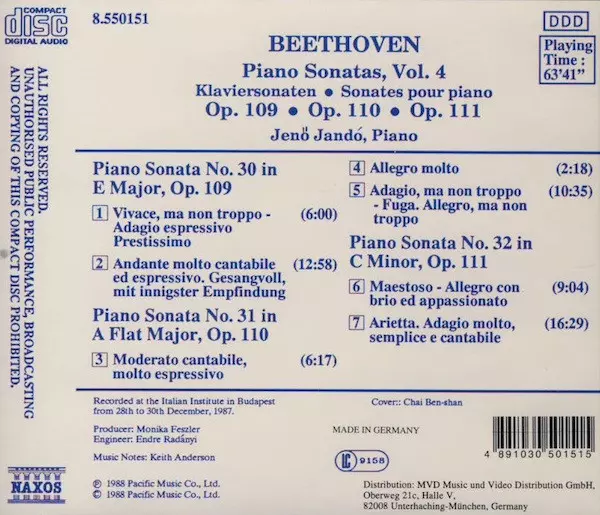 COMPACT
disc
DIGITAL AUDIO
8.550151
DDD
Playing
Time :
63'41"
BEETHOVEN
Piano Sonatas, Vol. 4
Klaviersonaten • Sonates pour piano
Op. 109 • Op. 110 • Op. 111
Jenő Jandó, Piano
ALL RIGHTS RESERVED.
UNAUTHORISED PUBLIC PERFORMANCE, BROADCASTING
AND COPYING OF THIS COMPACT DISC PROHIBITED.
Piano Sonata No. 30 in
E Major, Op. 109
1 Vivace, ma non troppo - (6:00)
Adagio espressivo
Prestissimo
2 Andante molto cantabile (12:58)
ed espressivo. Gesangvoll,
mit innigster Empfindung
Piano Sonata No. 31 in
A Flat Major, Op. 110
3 Moderato cantabile, (6:17)
molto espressivo
4 Allegro molto (2:18)
5 Adagio, ma non troppo (10:35)
- Fuga. Allegro, ma non
troppo
Piano Sonata No. 32 in
C Minor, Op. 111
6 Maestoso - Allegro con (9:04)
brio ed appassionato
7 Arietta. Adagio molto, (16:29)
semplice e cantabile
Recorded at the Italian Institute in Budapest
from 28th to 30th December, 1987.
Producer: Monika Feszler
Engineer: Endre Radányi
Music Notes: Keith Anderson
Cover:: Chai Ben-shan
MADE IN GERMANY
LC 9158
4 891030 501515
NAXOS
℗ 1988 Pacific Music Co., Ltd.
© 1988 Pacific Music Co., Ltd.
Distribution: MVD Music und Video Distribution GmbH,
Oberweg 21c, Halle V,
82008 Unterhaching-München, Germany